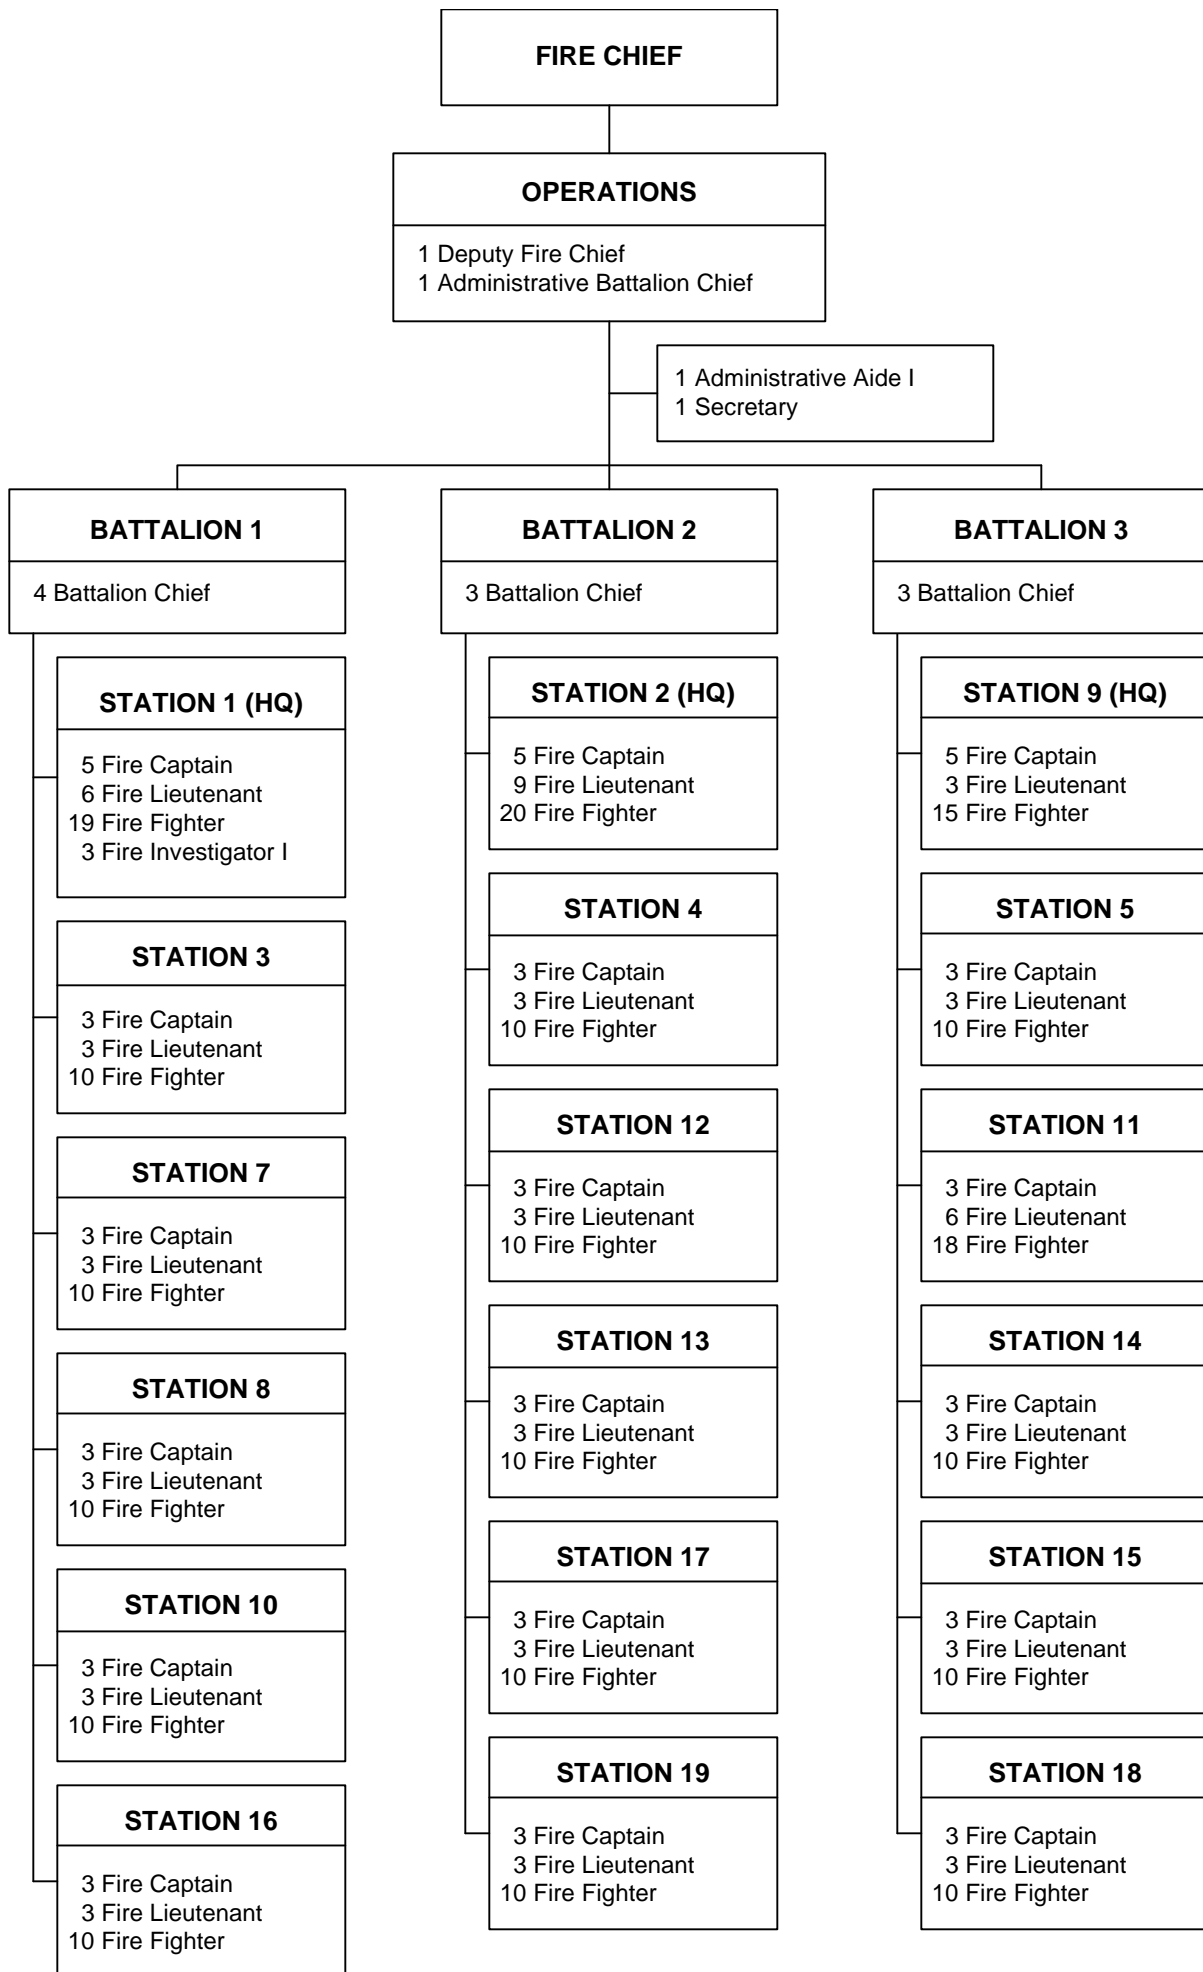 FIRE CHIEF
OPERATIONS
1 Deputy Fire Chief
1 Administrative Battalion Chief
1 Administrative Aide I
1 Secretary
BATTALION 1
4 Battalion Chief
STATION 1 (HQ)
5 Fire Captain
6 Fire Lieutenant
19 Fire Fighter
3 Fire Investigator I
STATION 3
3 Fire Captain
3 Fire Lieutenant
10 Fire Fighter
STATION 7
3 Fire Captain
3 Fire Lieutenant
10 Fire Fighter
STATION 8
3 Fire Captain
3 Fire Lieutenant
10 Fire Fighter
STATION 10
3 Fire Captain
3 Fire Lieutenant
10 Fire Fighter
STATION 16
3 Fire Captain
3 Fire Lieutenant
10 Fire Fighter
BATTALION 2
3 Battalion Chief
STATION 2 (HQ)
5 Fire Captain
9 Fire Lieutenant
20 Fire Fighter
STATION 4
3 Fire Captain
3 Fire Lieutenant
10 Fire Fighter
STATION 12
3 Fire Captain
3 Fire Lieutenant
10 Fire Fighter
STATION 13
3 Fire Captain
3 Fire Lieutenant
10 Fire Fighter
STATION 17
3 Fire Captain
3 Fire Lieutenant
10 Fire Fighter
STATION 19
3 Fire Captain
3 Fire Lieutenant
10 Fire Fighter
BATTALION 3
3 Battalion Chief
STATION 9 (HQ)
5 Fire Captain
3 Fire Lieutenant
15 Fire Fighter
STATION 5
3 Fire Captain
3 Fire Lieutenant
10 Fire Fighter
STATION 11
3 Fire Captain
6 Fire Lieutenant
18 Fire Fighter
STATION 14
3 Fire Captain
3 Fire Lieutenant
10 Fire Fighter
STATION 15
3 Fire Captain
3 Fire Lieutenant
10 Fire Fighter
STATION 18
3 Fire Captain
3 Fire Lieutenant
10 Fire Fighter